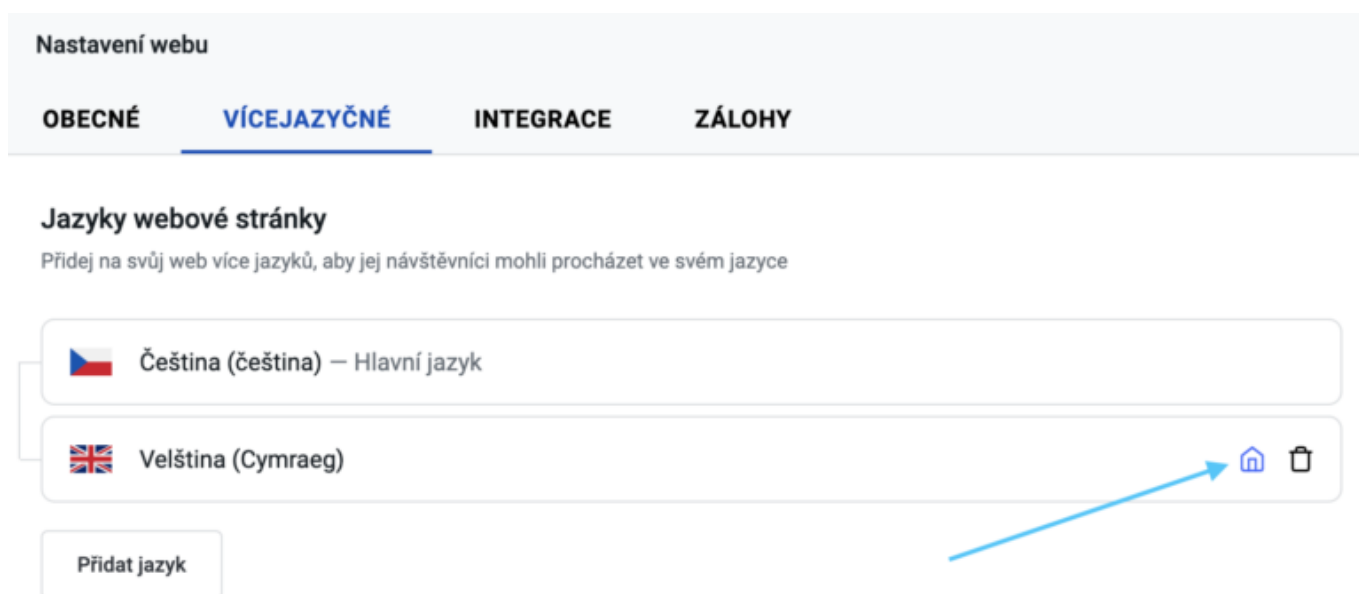 Nastavení webu
OBECNÉ VÍCEJAZYČNÉ INTEGRACE ZÁLOHY
Jazyky webové stránky
Přidej na svůj web více jazyků, aby jej návštěvníci mohli procházet ve svém jazyce
Čeština (čeština) — Hlavní jazyk
Velština (Cymraeg)
Přidat jazyk